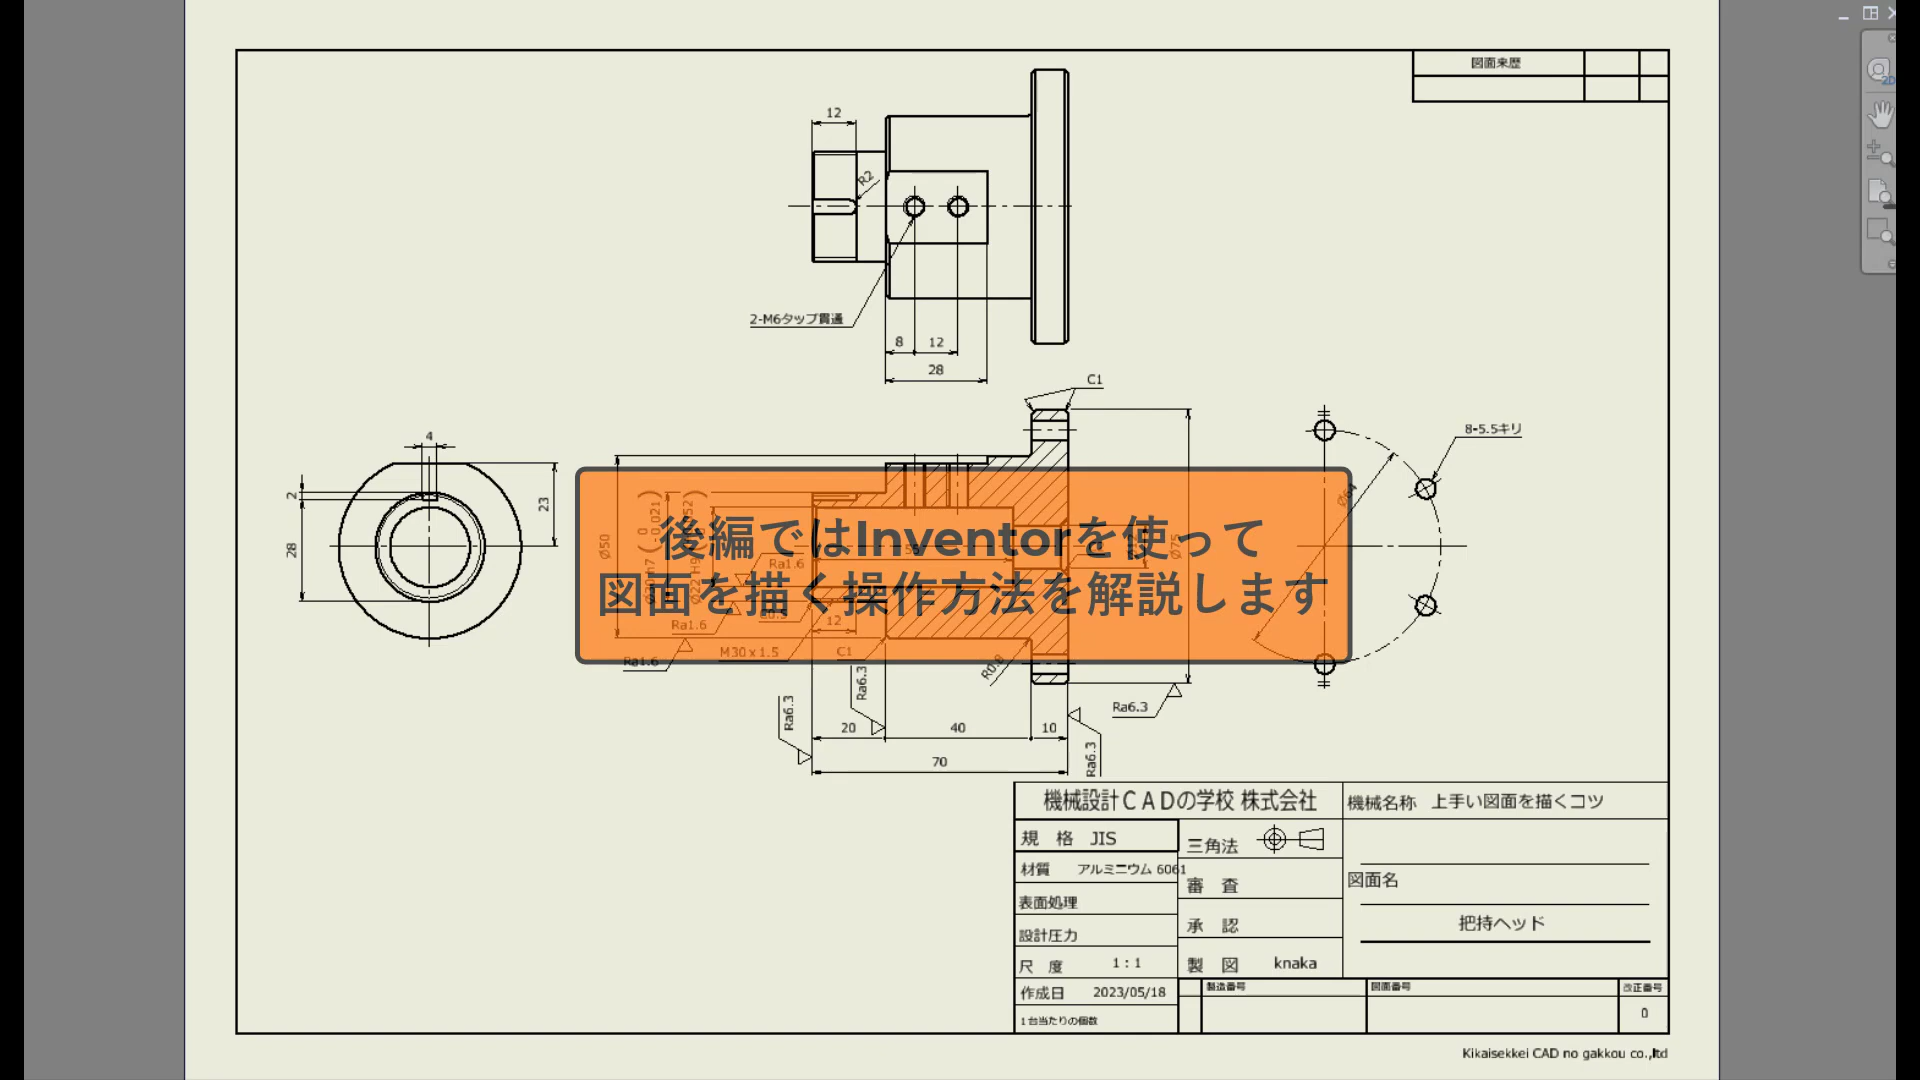 図面来歴
12
R2
2-M6タップ貫通
8
12
28
C1
4
8-5.5キリ
2
23
28
Ø50
Ø75
後編ではInventorを使って
図面を描く操作方法を解説します
Ra1.6
Ra1.6
12
Ra1.6
M30 x 1.5
C1
Ra6.3
Ra6.3
Ra6.3
Ra6.3
20
40
10
70
機械設計CADの学校 株式会社
機械名称 上手い図面を描くコツ
規 格 JIS
三角法
材質 アルミニウム 6061
審 査
図面名
表面処理
承 認
把持ヘッド
設計圧力
尺 度 1 : 1
製 図 knaka
作成日 2023/05/18
製造番号
図面番号
改正番号
0
1台当たりの個数
Kikaisekkei CAD no gakkou co.,ltd